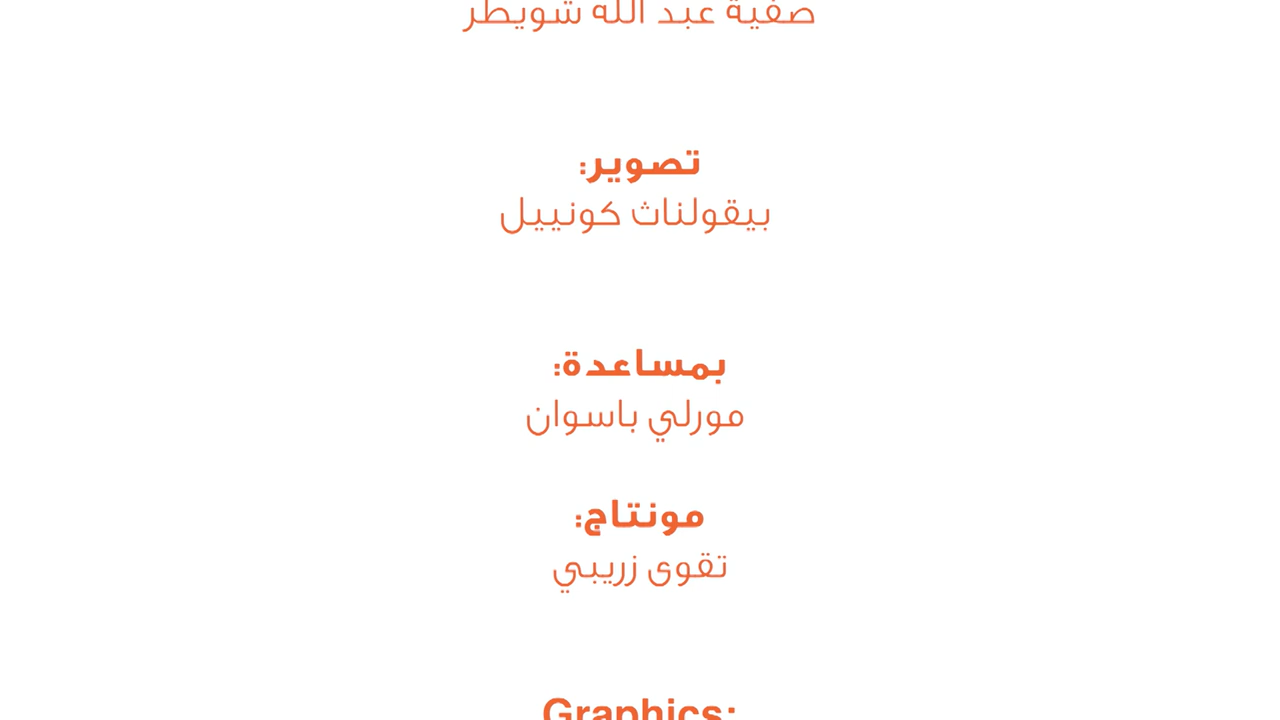 صفية عبد الله شويطر
تصوير:
بيقولناث كونييل
بمساعدة:
مورلي باسوان
مونتاج:
تقوى زريبي
Graphics: